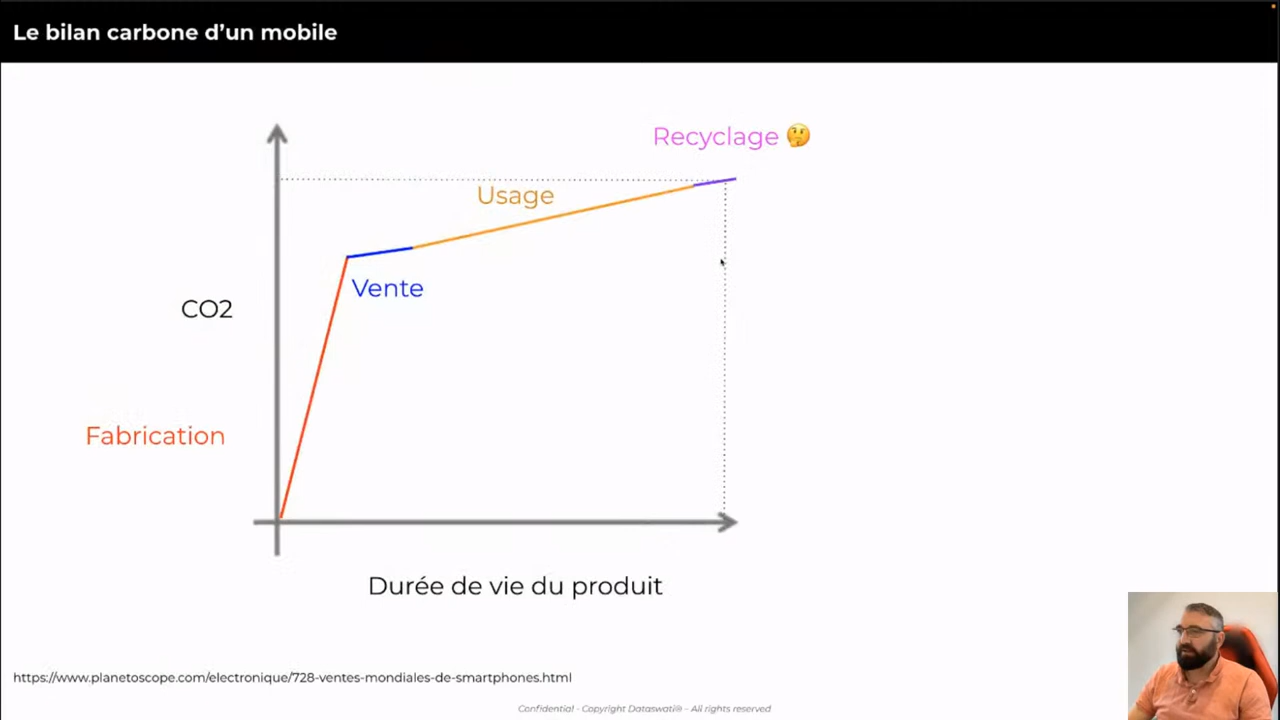 Le bilan carbone d'un mobile
Recyclage 🤔
Usage
Vente
CO2
Fabrication
Durée de vie du produit
https://www.planetoscope.com/electronique/728-ventes-mondiales-de-smartphones.html
Confidential - Copyright Dataswati® - All rights reserved